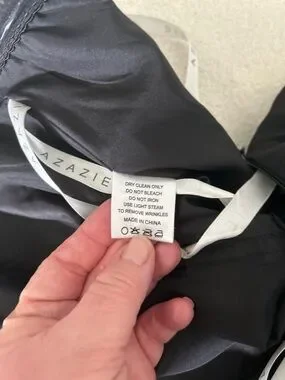 AZAZIE
DRY CLEAN ONLY
DO NOT BLEACH
DO NOT IRON
USE LIGHT STEAM
TO REMOVE WRINKLES
MADE IN CHINA